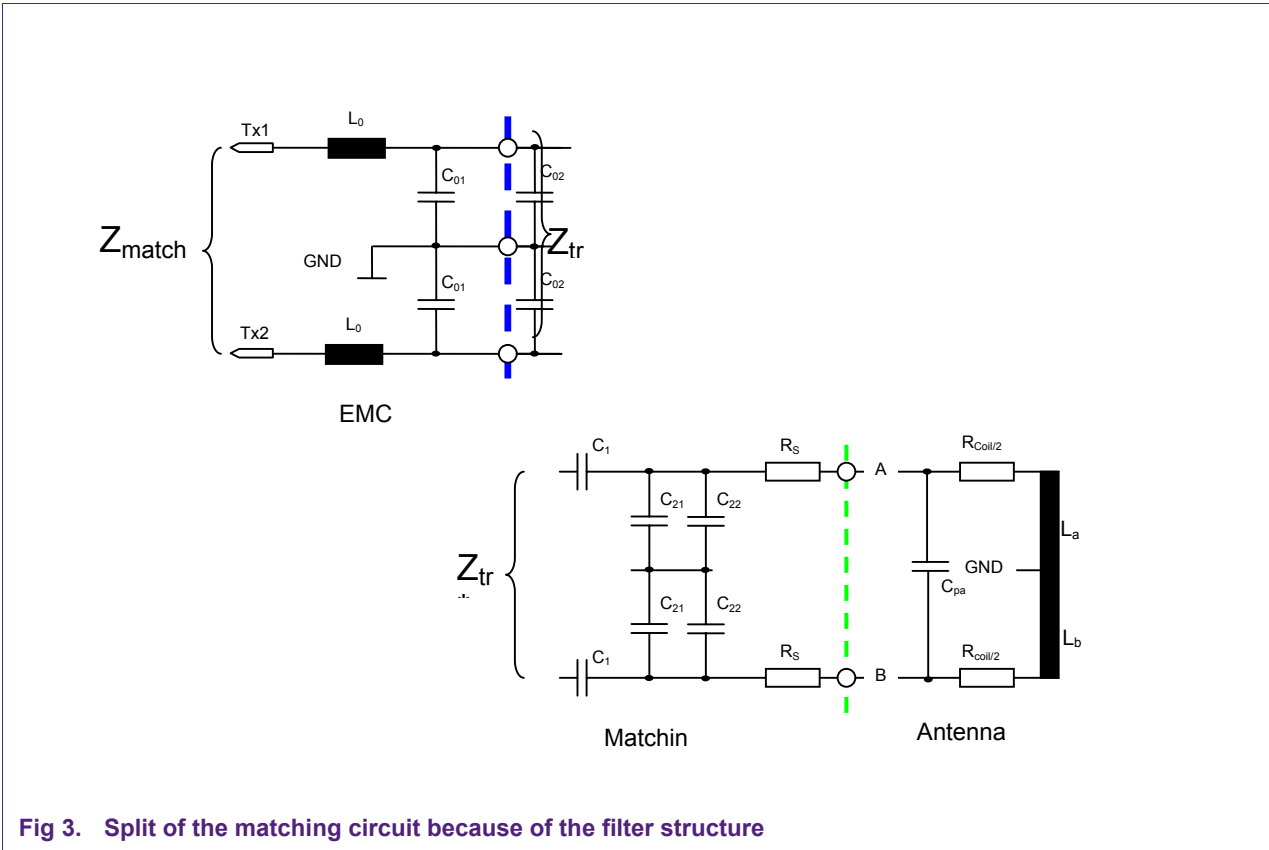 L0
Tx1
C01
C02
Zmatch
GND
Ztr
C01
C02
Tx2
L0
EMC
C1
RS
A
RCoil/2
C21
C22
La
Ztr
*
GND
Cpa
C21
C22
Lb
C1
RS
B
Rcoil/2
Matchin
Antenna
Fig 3. Split of the matching circuit because of the filter structure